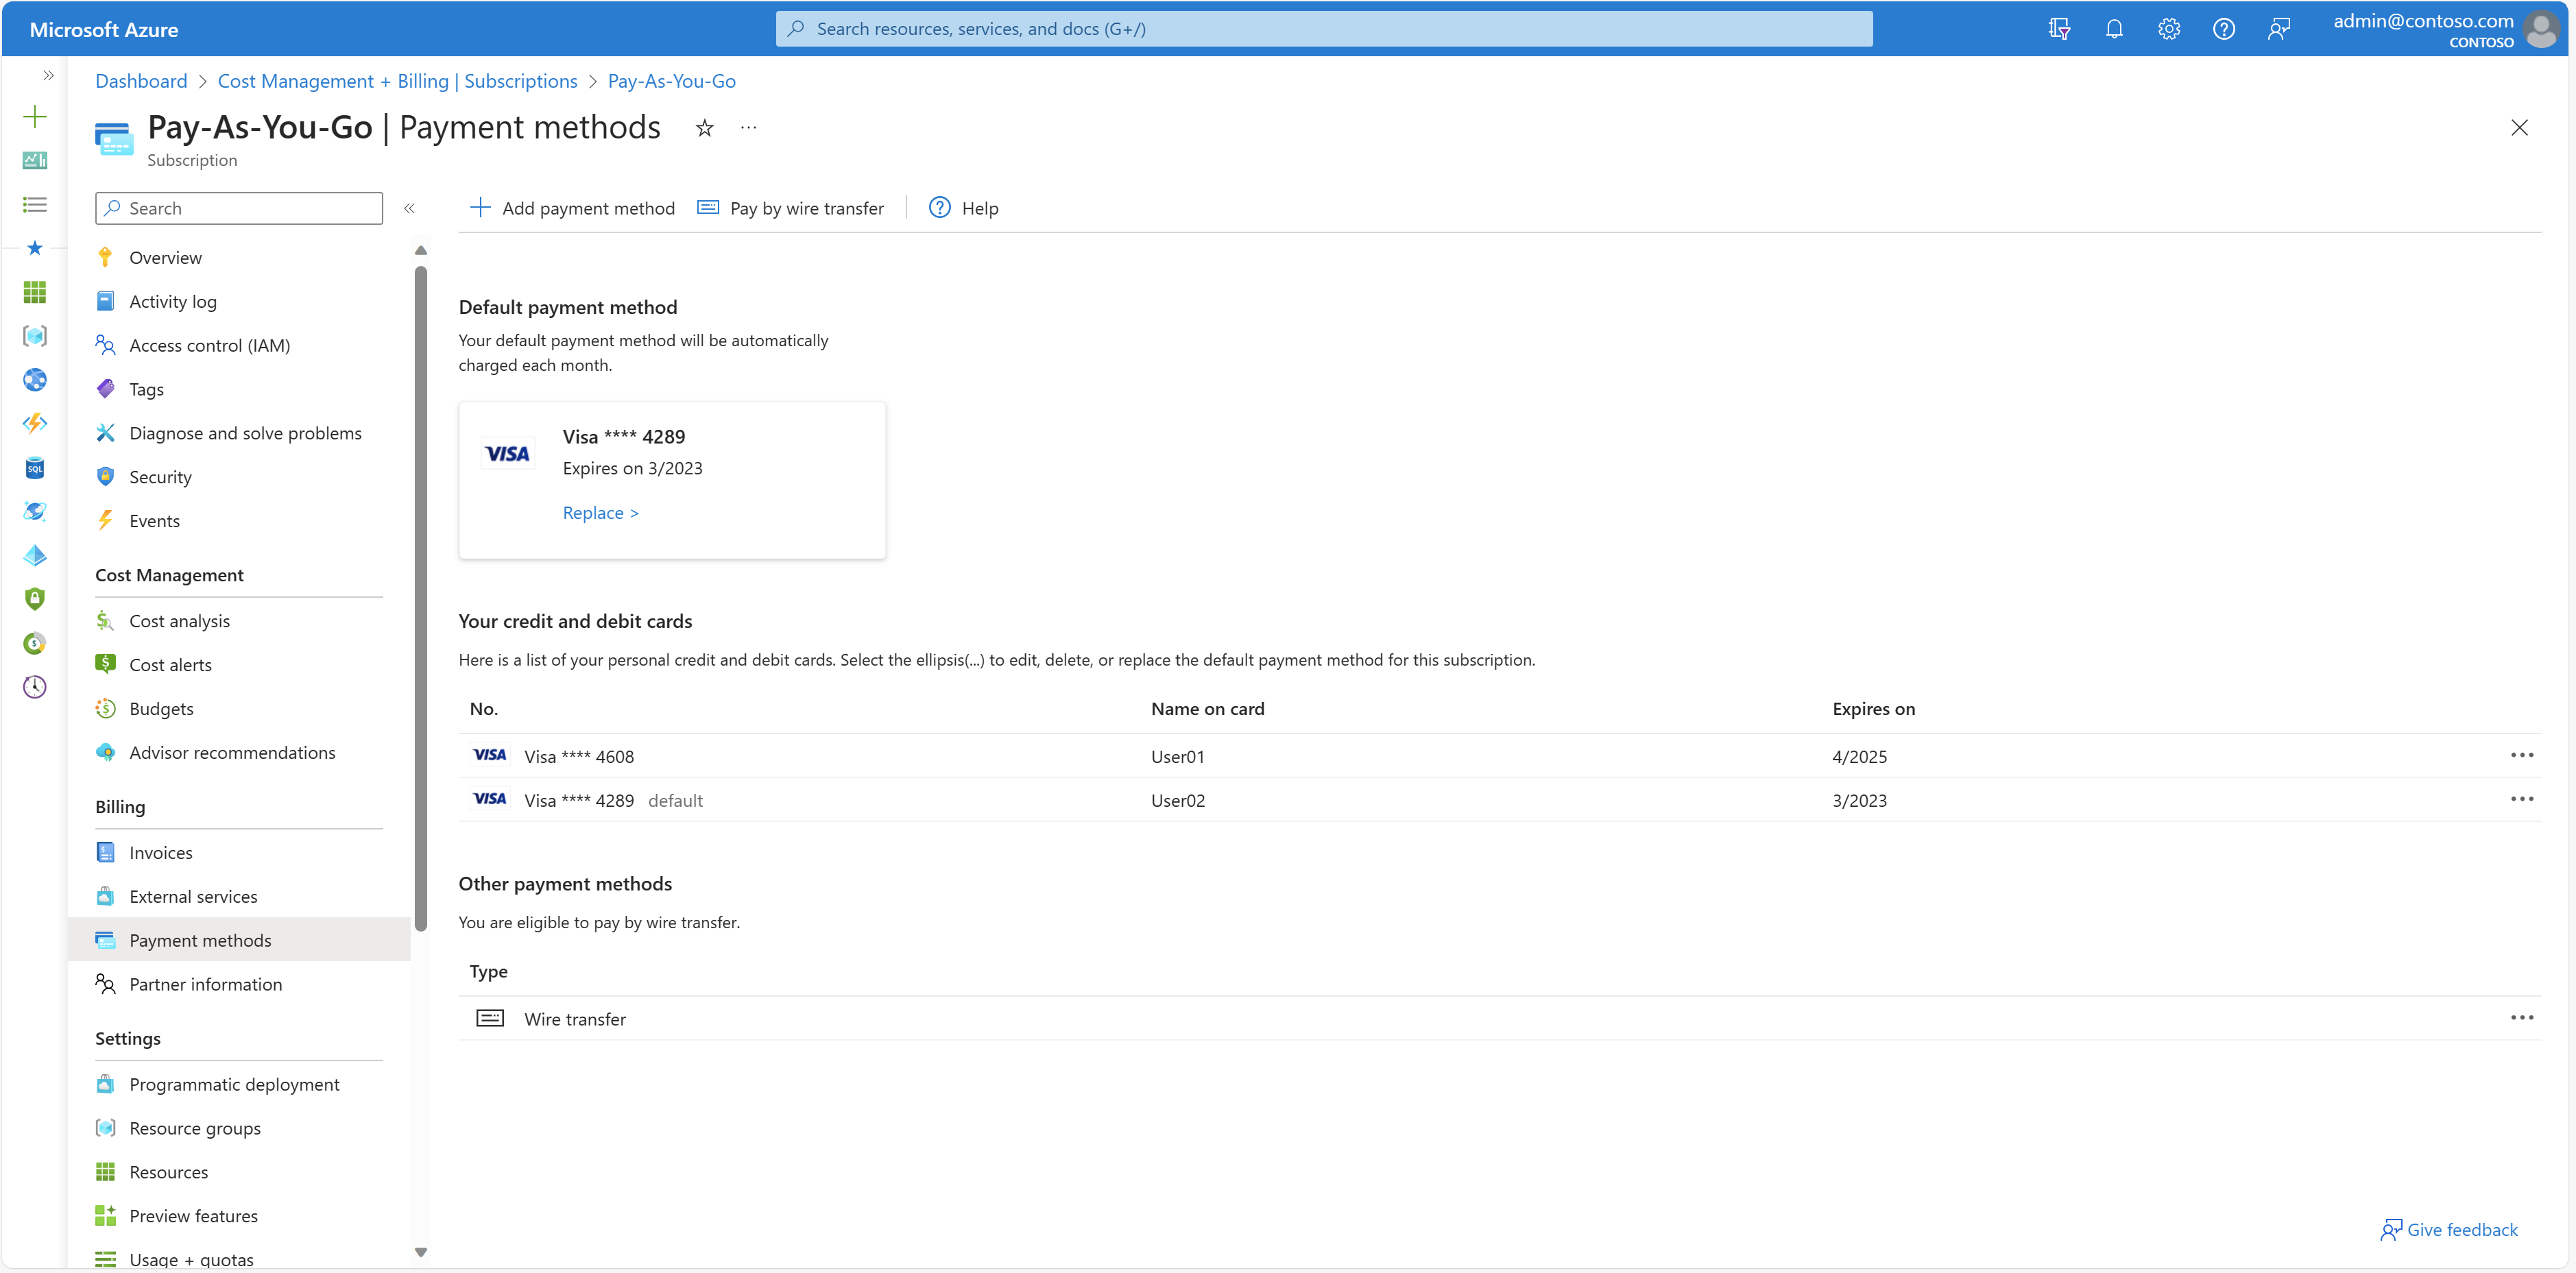 Microsoft Azure
Search resources, services, and docs (G+/)
admin@contoso.com
CONTOSO
Dashboard > Cost Management + Billing | Subscriptions > Pay-As-You-Go
Pay-As-You-Go | Payment methods
Subscription
Search
Overview
Activity log
Access control (IAM)
Tags
Diagnose and solve problems
Security
Events
Cost Management
Cost analysis
Cost alerts
Budgets
Advisor recommendations
Billing
Invoices
External services
Payment methods
Partner information
Settings
Programmatic deployment
Resource groups
Resources
Preview features
Usage + quotas
Add payment method
Pay by wire transfer
Help
Default payment method
Your default payment method will be automatically
charged each month.
VISA
Visa **** 4289
Expires on 3/2023
Replace >
Your credit and debit cards
Here is a list of your personal credit and debit cards. Select the ellipsis(...) to edit, delete, or replace the default payment method for this subscription.
No. Name on card Expires on
VISA Visa **** 4608 User01 4/2025
VISA Visa **** 4289 default User02 3/2023
Other payment methods
You are eligible to pay by wire transfer.
Type
Wire transfer
Give feedback
SQL